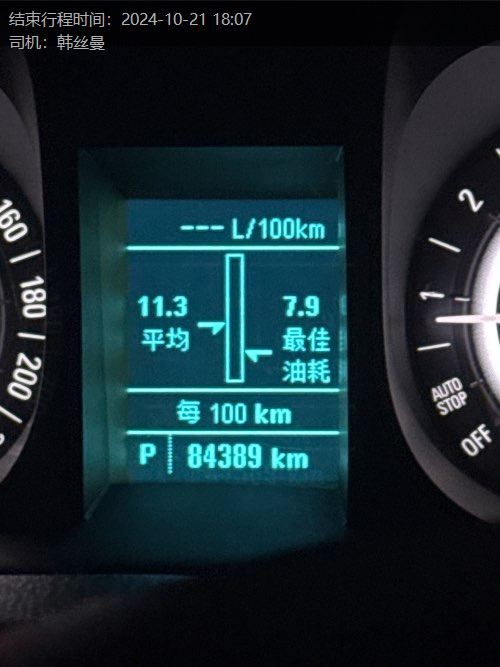 结束行程时间：2024-10-21 18:07
司机：韩丝曼
--- L/100km
11.3 7.9
平均 最佳
油耗
每 100 km
P 84389 km
160
180
200
2
1
AUTO
STOP
OFF